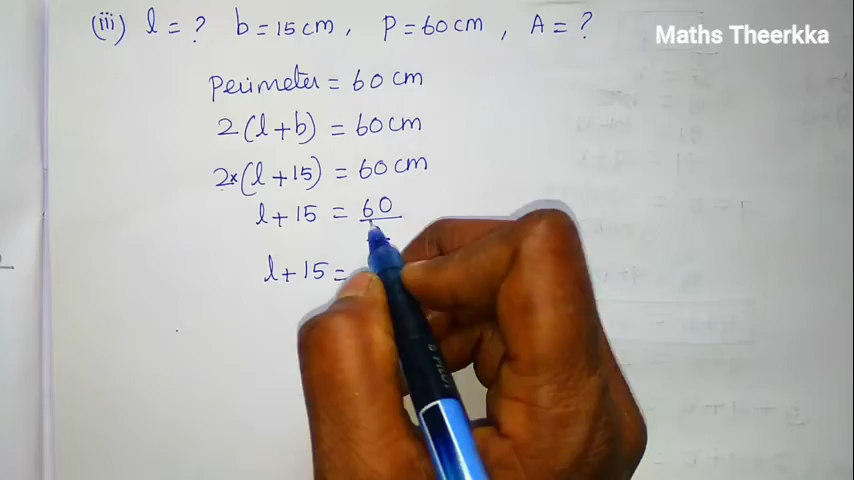 (iii) l = ? b = 15 cm, P = 60 cm, A = ?
Maths Theerkka
Perimeter = 60 cm
2 (l + b) = 60 cm
2 × (l + 15) = 60 cm
l + 15 = 60
l + 15 =